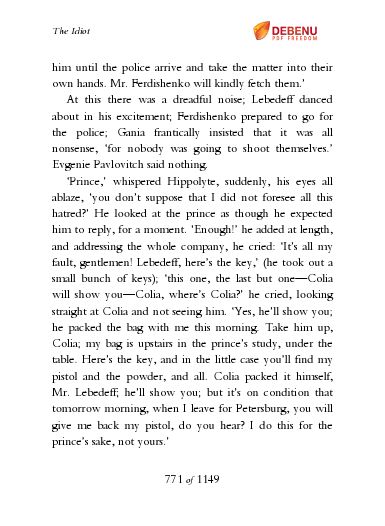 The Idiot
DEBENU
PDF FREEDOM
him until the police arrive and take the matter into their
own hands. Mr. Ferdishenko will kindly fetch them.’
At this there was a dreadful noise; Lebedeff danced
about in his excitement; Ferdishenko prepared to go for
the police; Gania frantically insisted that it was all
nonsense, ‘for nobody was going to shoot themselves.’
Evgenie Pavlovitch said nothing.
‘Prince,’ whispered Hippolyte, suddenly, his eyes all
ablaze, ‘you don’t suppose that I did not foresee all this
hatred?’ He looked at the prince as though he expected
him to reply, for a moment. ‘Enough!’ he added at length,
and addressing the whole company, he cried: ‘It’s all my
fault, gentlemen! Lebedeff, here’s the key,’ (he took out a
small bunch of keys); ‘this one, the last but one—Colia
will show you—Colia, where’s Colia?’ he cried, looking
straight at Colia and not seeing him. ‘Yes, he’ll show you;
he packed the bag with me this morning. Take him up,
Colia; my bag is upstairs in the prince’s study, under the
table. Here’s the key, and in the little case you’ll find my
pistol and the powder, and all. Colia packed it himself,
Mr. Lebedeff; he’ll show you; but it’s on condition that
tomorrow morning, when I leave for Petersburg, you will
give me back my pistol, do you hear? I do this for the
prince’s sake, not yours.’
771 of 1149